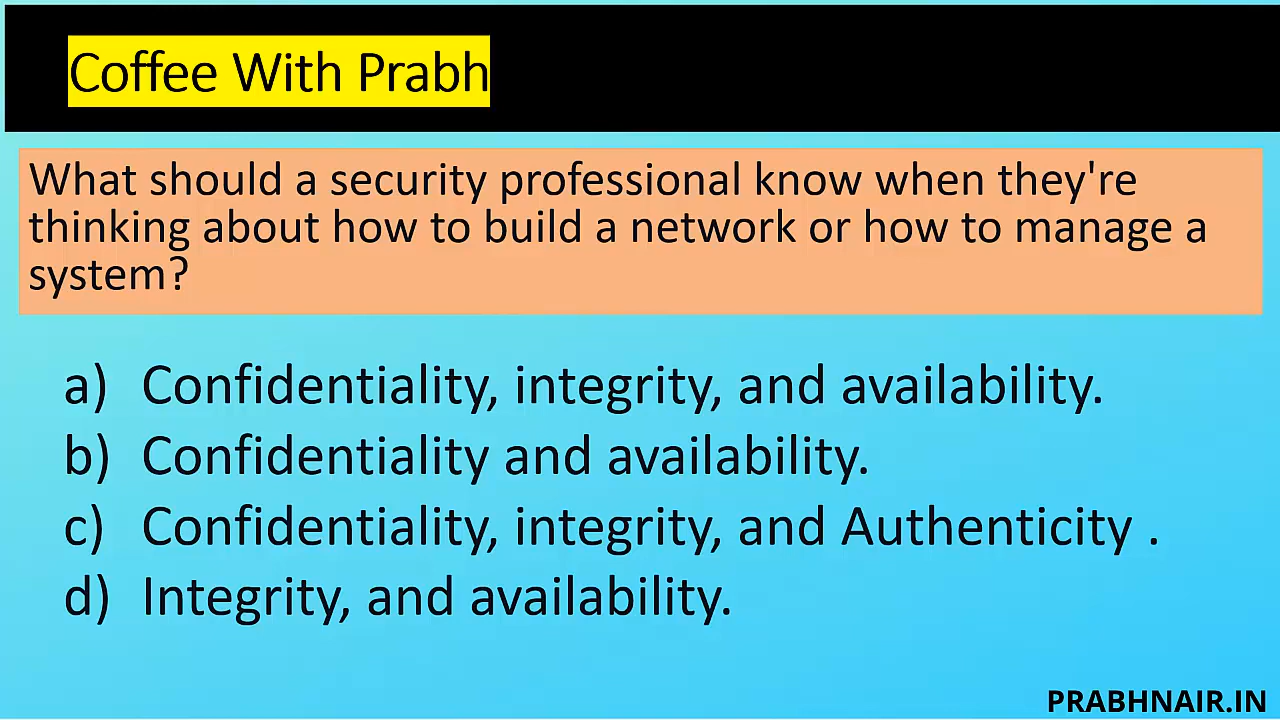 Coffee With Prabh
What should a security professional know when they're
thinking about how to build a network or how to manage a
system?
a) Confidentiality, integrity, and availability.
b) Confidentiality and availability.
c) Confidentiality, integrity, and Authenticity .
d) Integrity, and availability.
PRABHNAIR.IN